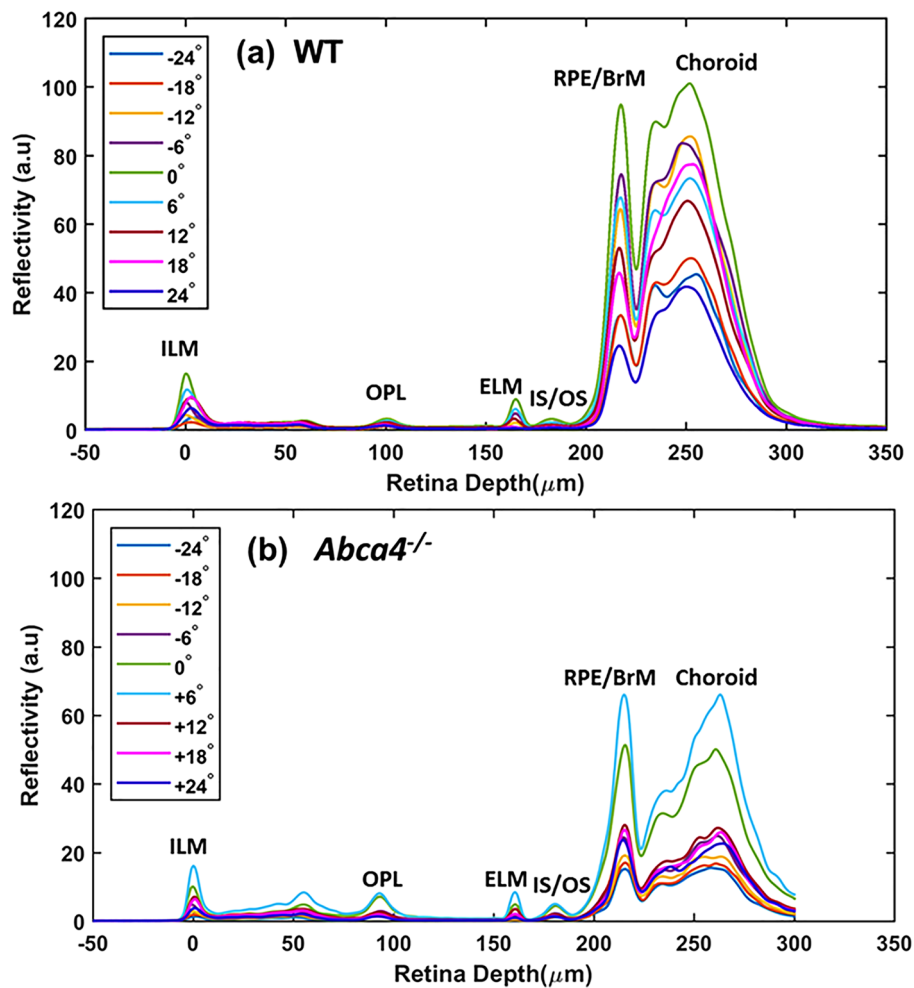 (a) WT
120
100
80
60
40
20
0
Reflectivity (a.u)
-24°
-18°
-12°
-6°
0°
6°
12°
18°
24°
ILM
OPL
ELM
IS/OS
RPE/BrM
Choroid
-50
0
50
100
150
200
250
300
350
Retina Depth(μm)
(b) Abca4-/-
120
100
80
60
40
20
0
Reflectivity (a.u)
-24°
-18°
-12°
-6°
0°
+6°
+12°
+18°
+24°
ILM
OPL
ELM
IS/OS
RPE/BrM
Choroid
-50
0
50
100
150
200
250
300
350
Retina Depth(μm)